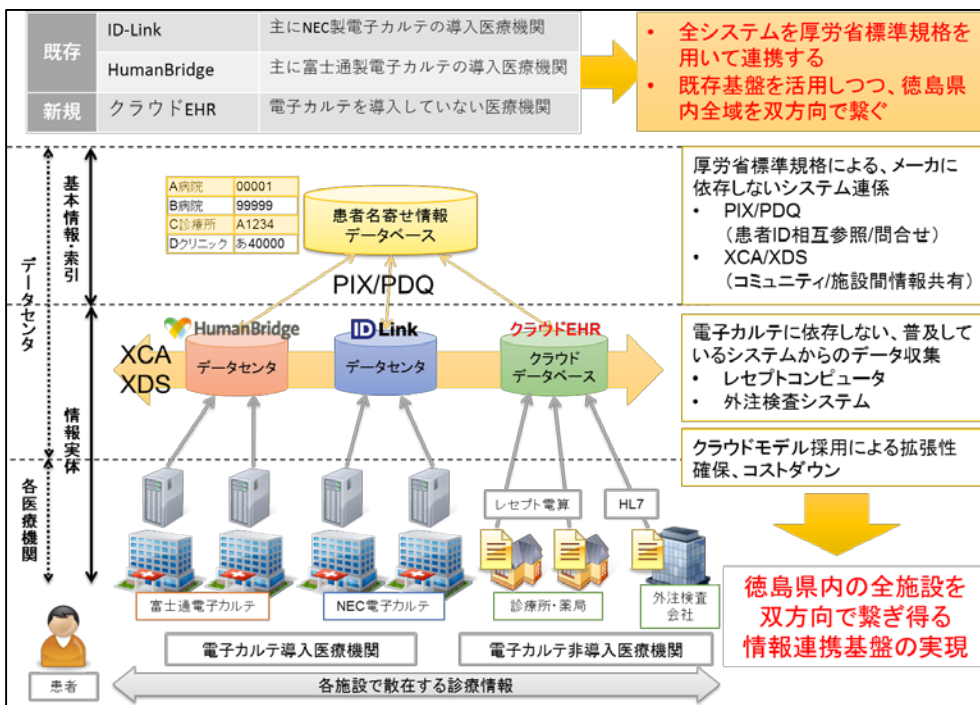 既存
ID-Link 主にNEC製電子カルテの導入医療機関
HumanBridge 主に富士通製電子カルテの導入医療機関
新規 クラウドEHR 電子カルテを導入していない医療機関
• 全システムを厚労省標準規格を
用いて連携する
• 既存基盤を活用しつつ、徳島県
内全域を双方向で繋ぐ
データセンタ
基本情報・索引
情報実体
各医療機関
A病院 00001
B病院 99999
C診療所 A1234
Dクリニック あ40000
患者名寄せ情報
データベース
PIX/PDQ
厚労省標準規格による、メーカに
依存しないシステム連係
• PIX/PDQ
(患者ID相互参照/問合せ)
• XCA/XDS
(コミュニティ/施設間情報共有)
XCA
XDS
HumanBridge
データセンタ
ID Link
データセンタ
クラウドEHR
クラウド
データベース
電子カルテに依存しない、普及し
ているシステムからのデータ収集
• レセプトコンピュータ
• 外注検査システム
クラウドモデル採用による拡張性
確保、コストダウン
レセプト電算
HL7
富士通電子カルテ
NEC電子カルテ
診療所・薬局
外注検査
会社
電子カルテ導入医療機関
電子カルテ非導入医療機関
患者
各施設で散在する診療情報
徳島県内の全施設を
双方向で繋ぎ得る
情報連携基盤の実現